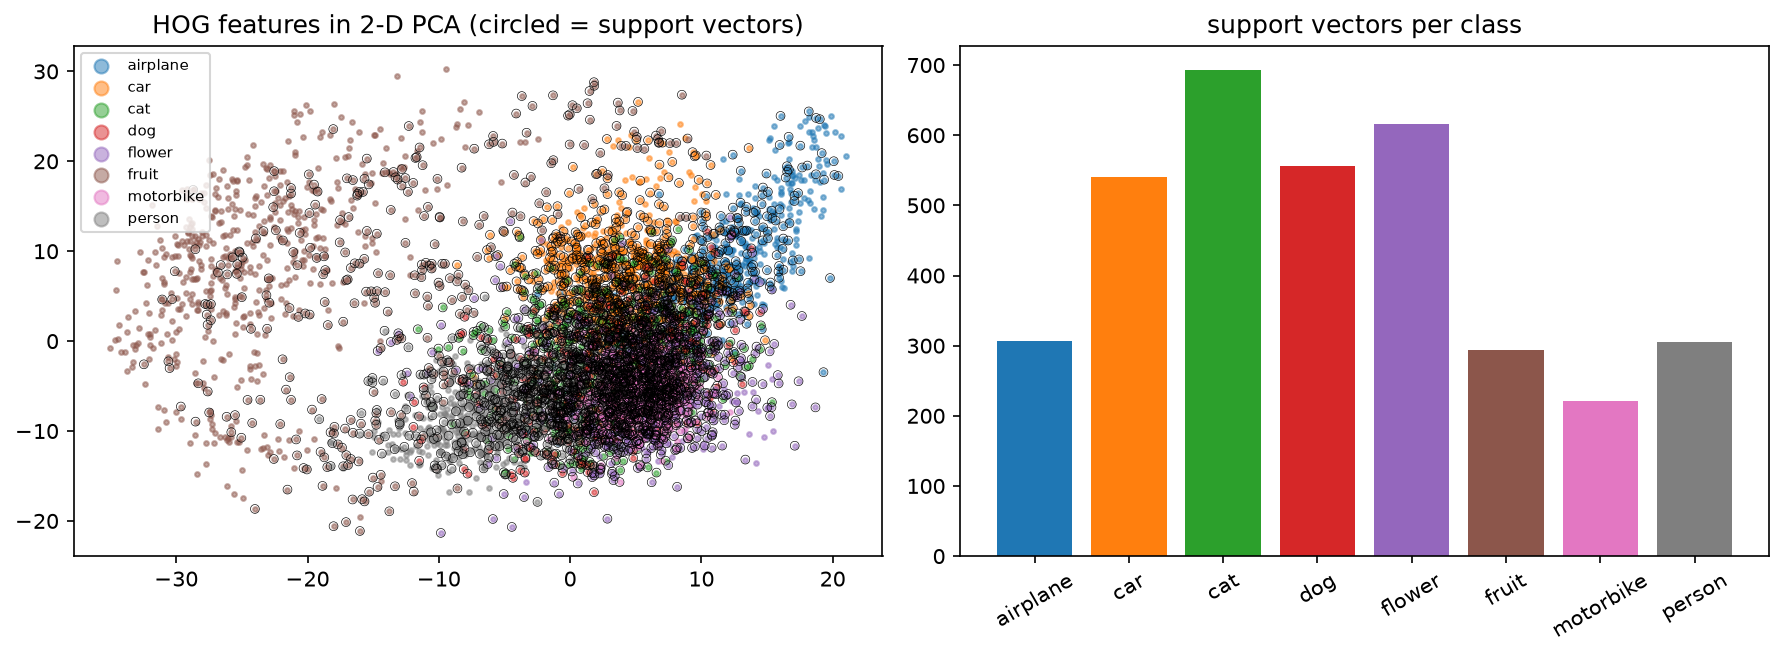 HOG features in 2-D PCA (circled = support vectors)
airplane
car
cat
dog
flower
fruit
motorbike
person
30
20
10
0
−10
−20
−30
−20
−10
0
10
20
support vectors per class
700
600
500
400
300
200
100
0
airplane
car
cat
dog
flower
fruit
motorbike
person